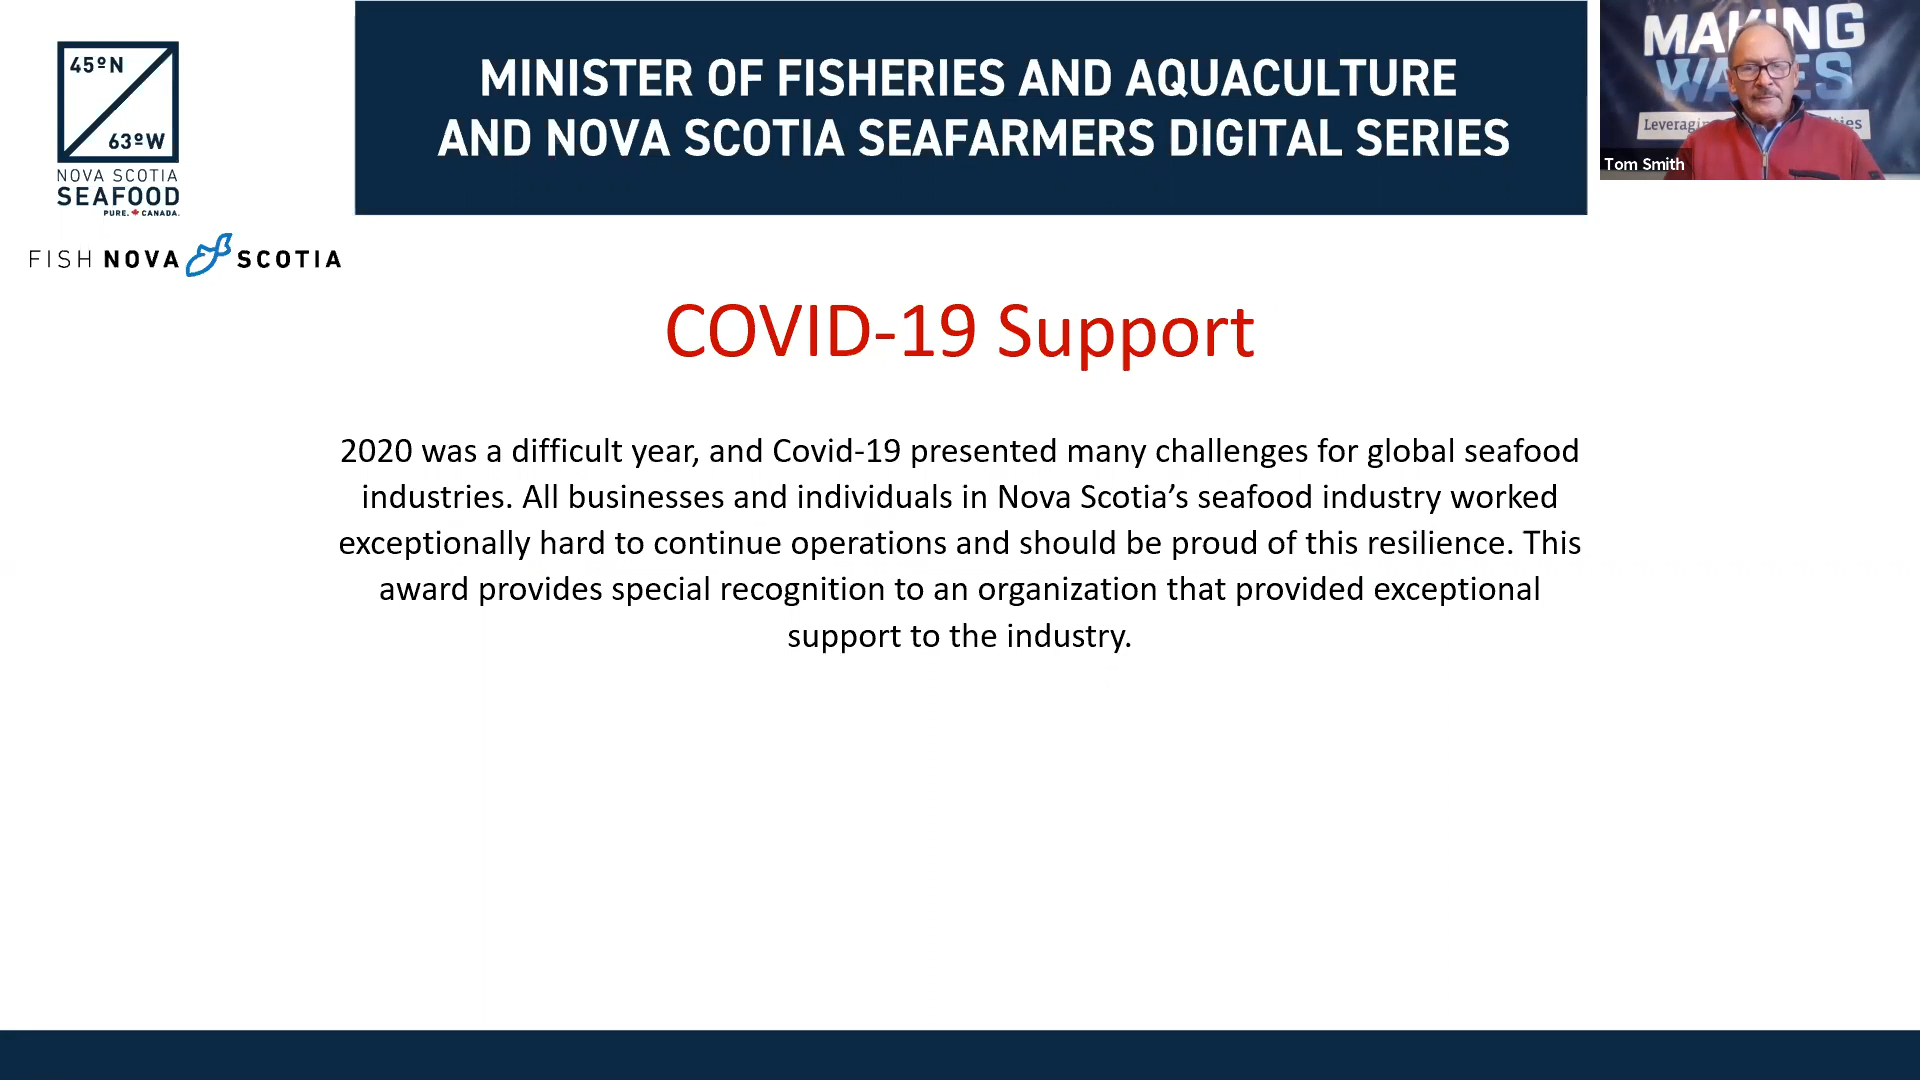 45ºN
63ºW
NOVA SCOTIA
SEAFOOD
PURE. CANADA.
FISH NOVA SCOTIA
MINISTER OF FISHERIES AND AQUACULTURE
AND NOVA SCOTIA SEAFARMERS DIGITAL SERIES
MAKING
WAVES
Tom Smith
COVID-19 Support
2020 was a difficult year, and Covid-19 presented many challenges for global seafood
industries. All businesses and individuals in Nova Scotia’s seafood industry worked
exceptionally hard to continue operations and should be proud of this resilience. This
award provides special recognition to an organization that provided exceptional
support to the industry.